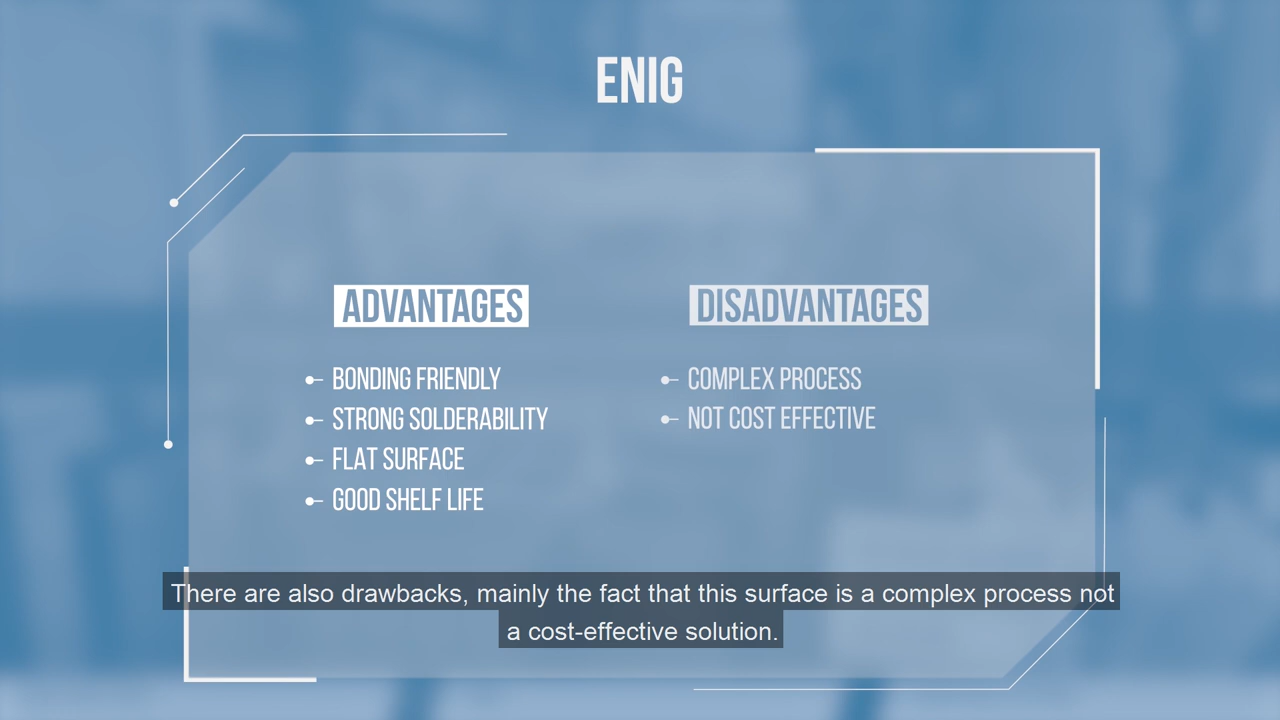 ENIG
ADVANTAGES
BONDING FRIENDLY
STRONG SOLDERABILITY
FLAT SURFACE
GOOD SHELF LIFE
DISADVANTAGES
COMPLEX PROCESS
NOT COST EFFECTIVE
There are also drawbacks, mainly the fact that this surface is a complex process not
a cost-effective solution.